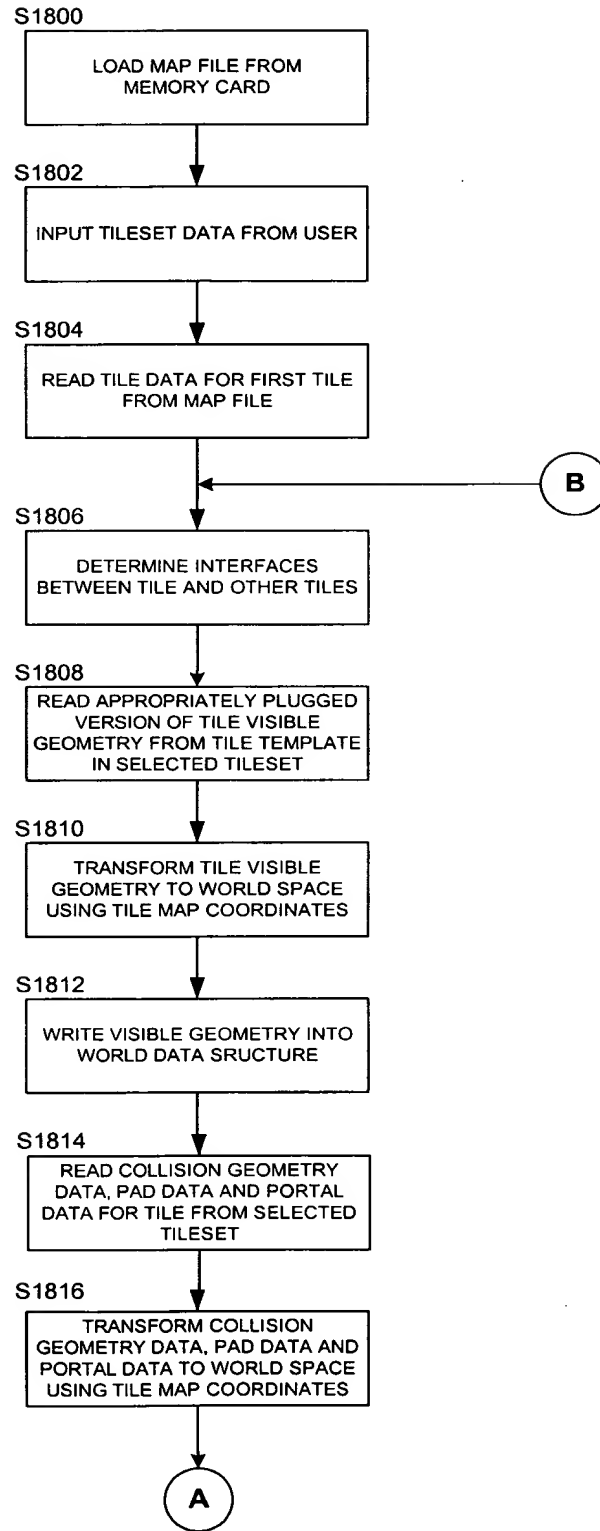 S1800
LOAD MAP FILE FROM
MEMORY CARD
S1802
INPUT TILESET DATA FROM USER
S1804
READ TILE DATA FOR FIRST TILE
FROM MAP FILE
B
S1806
DETERMINE INTERFACES
BETWEEN TILE AND OTHER TILES
S1808
READ APPROPRIATELY PLUGGED
VERSION OF TILE VISIBLE
GEOMETRY FROM TILE TEMPLATE
IN SELECTED TILESET
S1810
TRANSFORM TILE VISIBLE
GEOMETRY TO WORLD SPACE
USING TILE MAP COORDINATES
S1812
WRITE VISIBLE GEOMETRY INTO
WORLD DATA SRUCTURE
S1814
READ COLLISION GEOMETRY
DATA, PAD DATA AND PORTAL
DATA FOR TILE FROM SELECTED
TILESET
S1816
TRANSFORM COLLISION
GEOMETRY DATA, PAD DATA AND
PORTAL DATA TO WORLD SPACE
USING TILE MAP COORDINATES
A